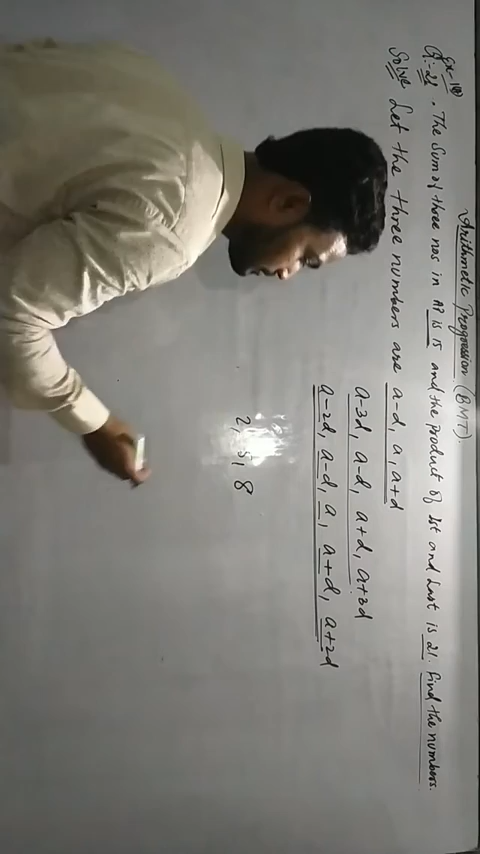 Arithmetic Progression (BMT)
Ex-1(B)
Q:-21. The Sum of three nos in AP is 15 and the product of 1st and Last is 21. Find the numbers.
Solve Let the three numbers are a-d, a, a+d
a-3d, a-d, a+d, a+3d
a-2d, a-d, a, a+d, a+2d
2, 5, 8